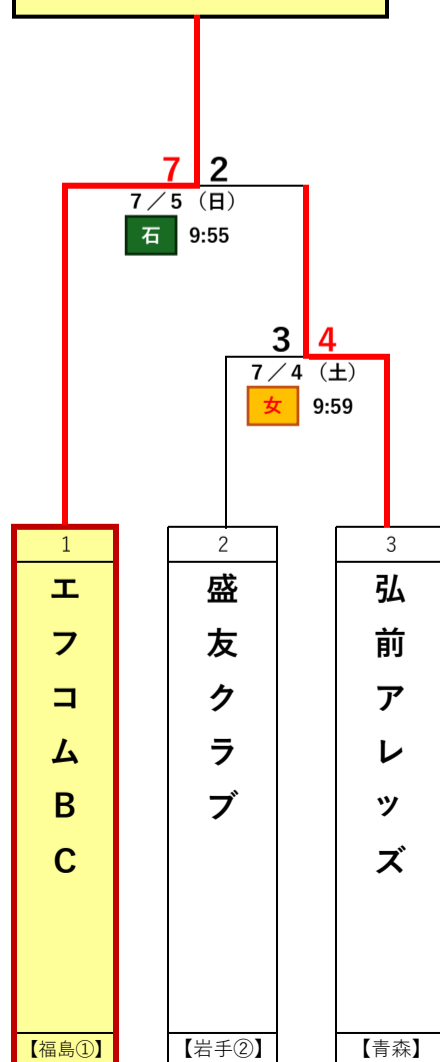 7 2
7／5（日）
石 9:55
3 4
7／4（土）
女 9:59
1
エフコムBC
【福島①】
2
盛友クラブ
【岩手②】
3
弘前アレッズ
【青森】